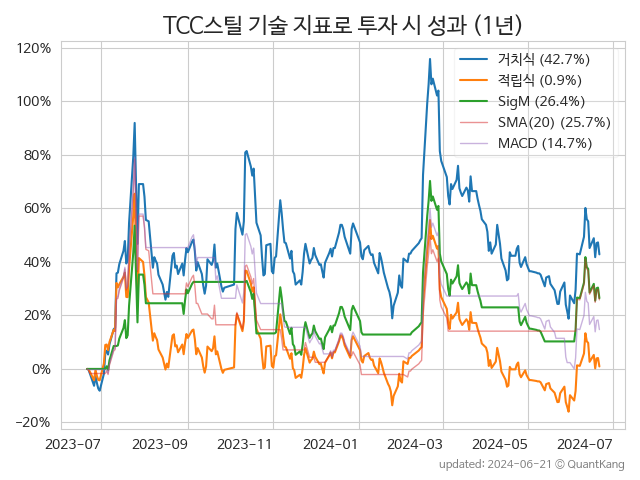 TCC스틸 기술 지표로 투자 시 성과 (1년)
120%
100%
80%
60%
40%
20%
0%
−20%
거치식 (42.7%)
적립식 (0.9%)
SigM (26.4%)
SMA(20) (25.7%)
MACD (14.7%)
2023-07
2023-09
2023-11
2024-01
2024-03
2024-05
2024-07
updated: 2024-06-21 © QuantKang